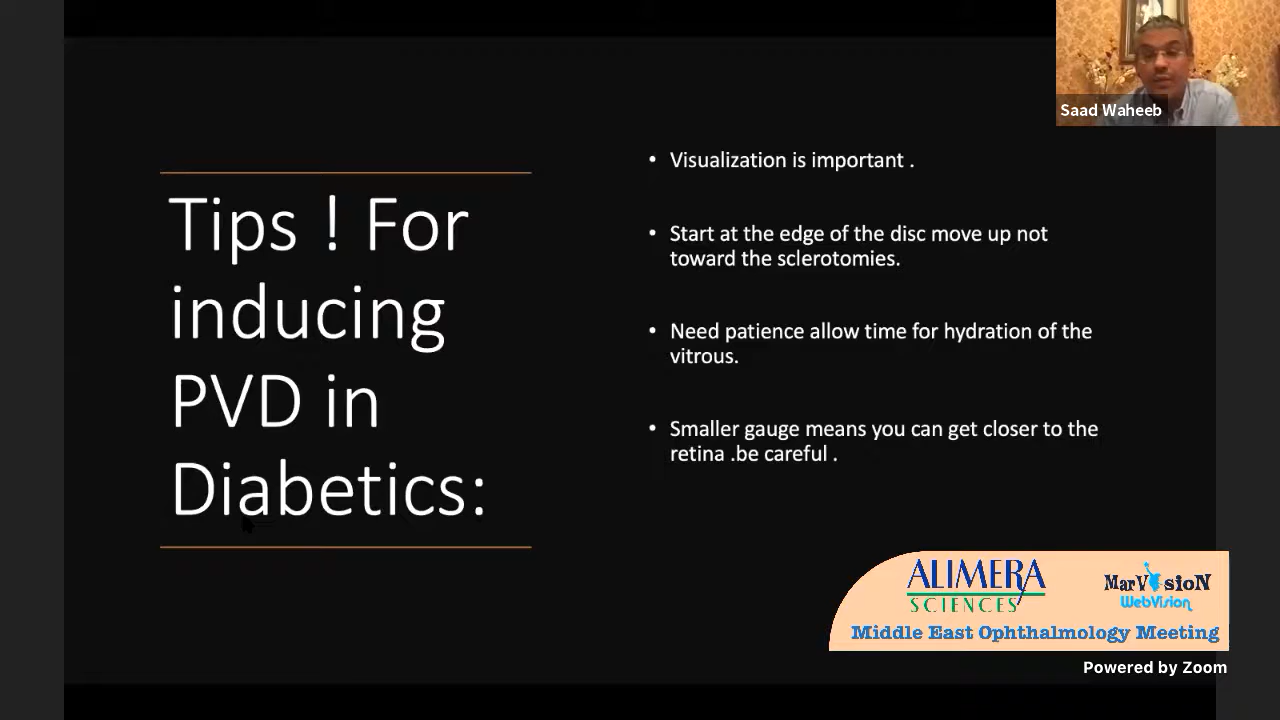 Saad Waheeb
Tips ! For
inducing
PVD in
Diabetics:
• Visualization is important .
• Start at the edge of the disc move up not
toward the sclerotomies.
• Need patience allow time for hydration of the
vitrous.
• Smaller gauge means you can get closer to the
retina .be careful .
ALIMERA
SCIENCES
MarVisioN
WebVision
Middle East Ophthalmology Meeting
Powered by Zoom